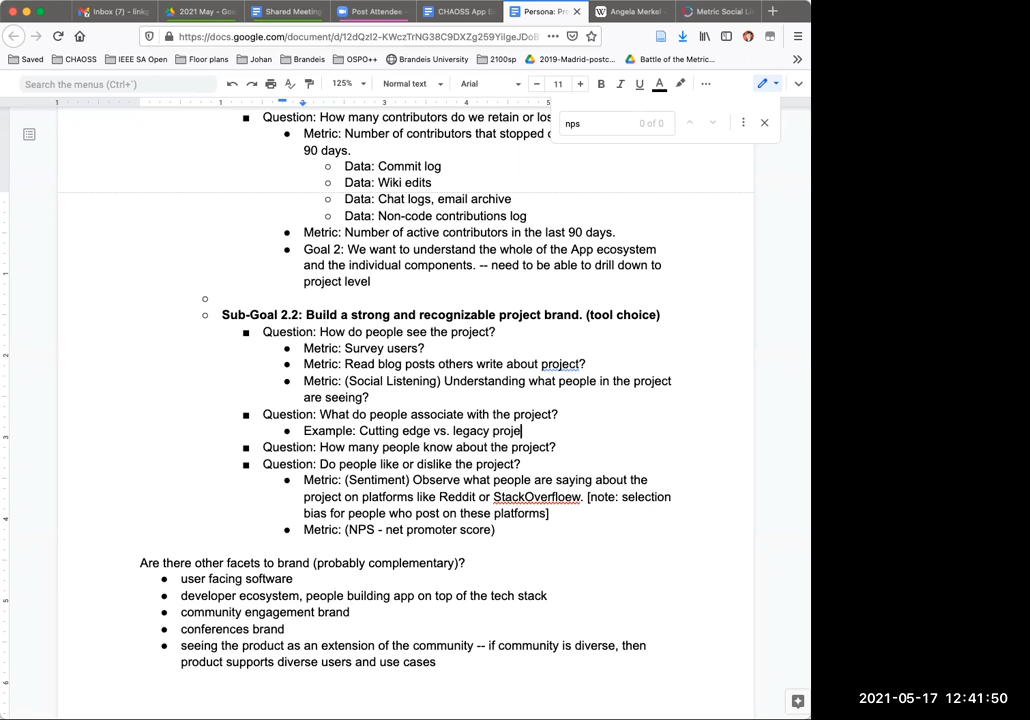 Inbox (7) - link
2021 May - Go
Shared Meeting
Post Attendee -
CHAOSS App E
Persona: Pr
Angela Merkel -
Metric Social Li
https://docs.google.com/document/d/12dQzI2-KWczTrNG38C9DXZg259YiIgeJDoB
Saved CHAOSS IEEE SA Open Floor plans Johan Brandeis OSPO++ Brandeis University 2100sp 2019-Madrid-postc... Battle of the Metric...
Search the menus (Ctrl+') 125% Normal text Arial 11 B I U A
nps 0 of 0
Question: How many contributors do we retain or los
Metric: Number of contributors that stopped
90 days.
Data: Commit log
Data: Wiki edits
Data: Chat logs, email archive
Data: Non-code contributions log
Metric: Number of active contributors in the last 90 days.
Goal 2: We want to understand the whole of the App ecosystem
and the individual components. -- need to be able to drill down to
project level
Sub-Goal 2.2: Build a strong and recognizable project brand. (tool choice)
Question: How do people see the project?
Metric: Survey users?
Metric: Read blog posts others write about project?
Metric: (Social Listening) Understanding what people in the project
are seeing?
Question: What do people associate with the project?
Example: Cutting edge vs. legacy proje
Question: How many people know about the project?
Question: Do people like or dislike the project?
Metric: (Sentiment) Observe what people are saying about the
project on platforms like Reddit or StackOverfloew. [note: selection
bias for people who post on these platforms]
Metric: (NPS - net promoter score)
Are there other facets to brand (probably complementary)?
user facing software
developer ecosystem, people building app on top of the tech stack
community engagement brand
conferences brand
seeing the product as an extension of the community -- if community is diverse, then
product supports diverse users and use cases
2021-05-17 12:41:50